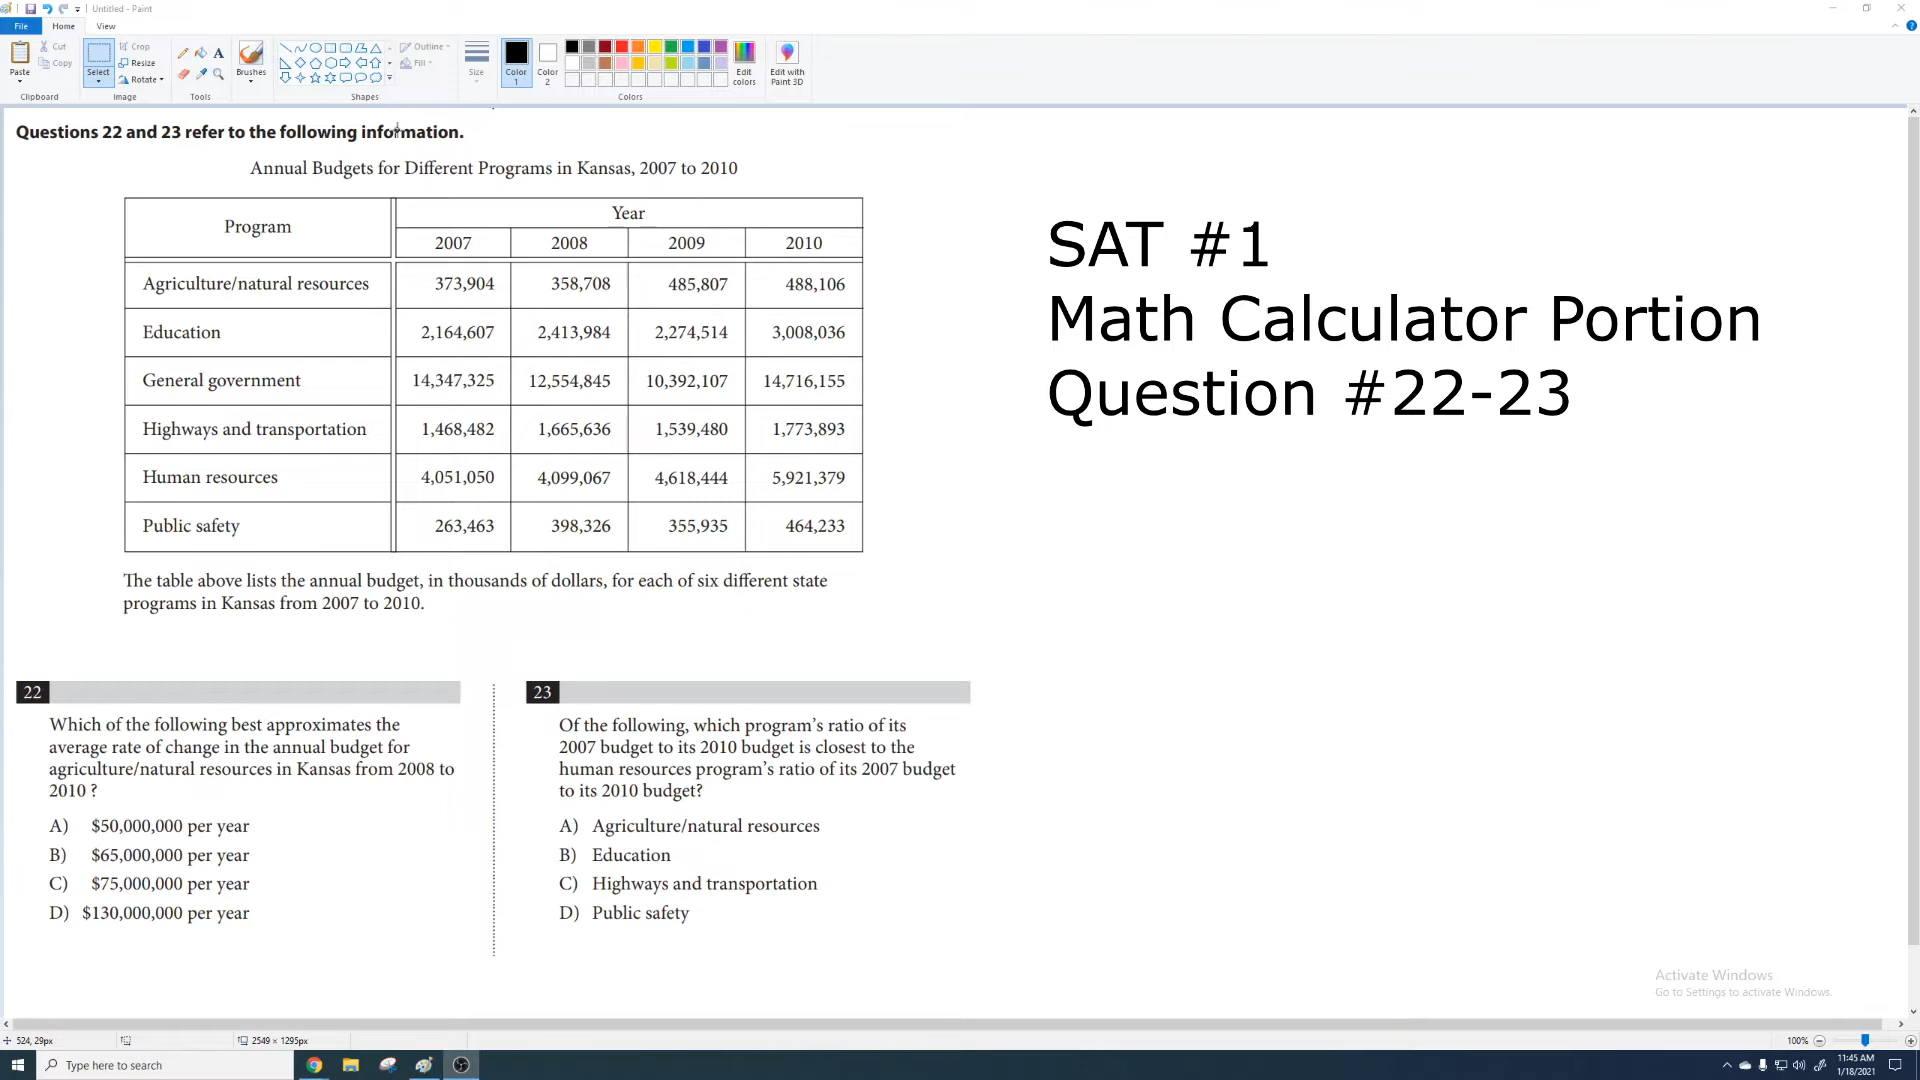 Untitled - Paint
File Home View
Paste Cut Copy Clipboard
Select Crop Resize Rotate Image
Tools
Brushes
Outline Fill Shapes
Size
Color 1 Color 2 Colors
Edit colors
Edit with Paint 3D
Questions 22 and 23 refer to the following information.
Annual Budgets for Different Programs in Kansas, 2007 to 2010
Program Year
2007 2008 2009 2010
Agriculture/natural resources 373,904 358,708 485,807 488,106
Education 2,164,607 2,413,984 2,274,514 3,008,036
General government 14,347,325 12,554,845 10,392,107 14,716,155
Highways and transportation 1,468,482 1,665,636 1,539,480 1,773,893
Human resources 4,051,050 4,099,067 4,618,444 5,921,379
Public safety 263,463 398,326 355,935 464,233
The table above lists the annual budget, in thousands of dollars, for each of six different state
programs in Kansas from 2007 to 2010.
SAT #1
Math Calculator Portion
Question #22-23
22
Which of the following best approximates the
average rate of change in the annual budget for
agriculture/natural resources in Kansas from 2008 to
2010 ?
A) $50,000,000 per year
B) $65,000,000 per year
C) $75,000,000 per year
D) $130,000,000 per year
23
Of the following, which program's ratio of its
2007 budget to its 2010 budget is closest to the
human resources program's ratio of its 2007 budget
to its 2010 budget?
A) Agriculture/natural resources
B) Education
C) Highways and transportation
D) Public safety
Activate Windows
Go to Settings to activate Windows.
524, 29px 2549 × 1295px 100%
Type here to search
11:45 AM
1/18/2021